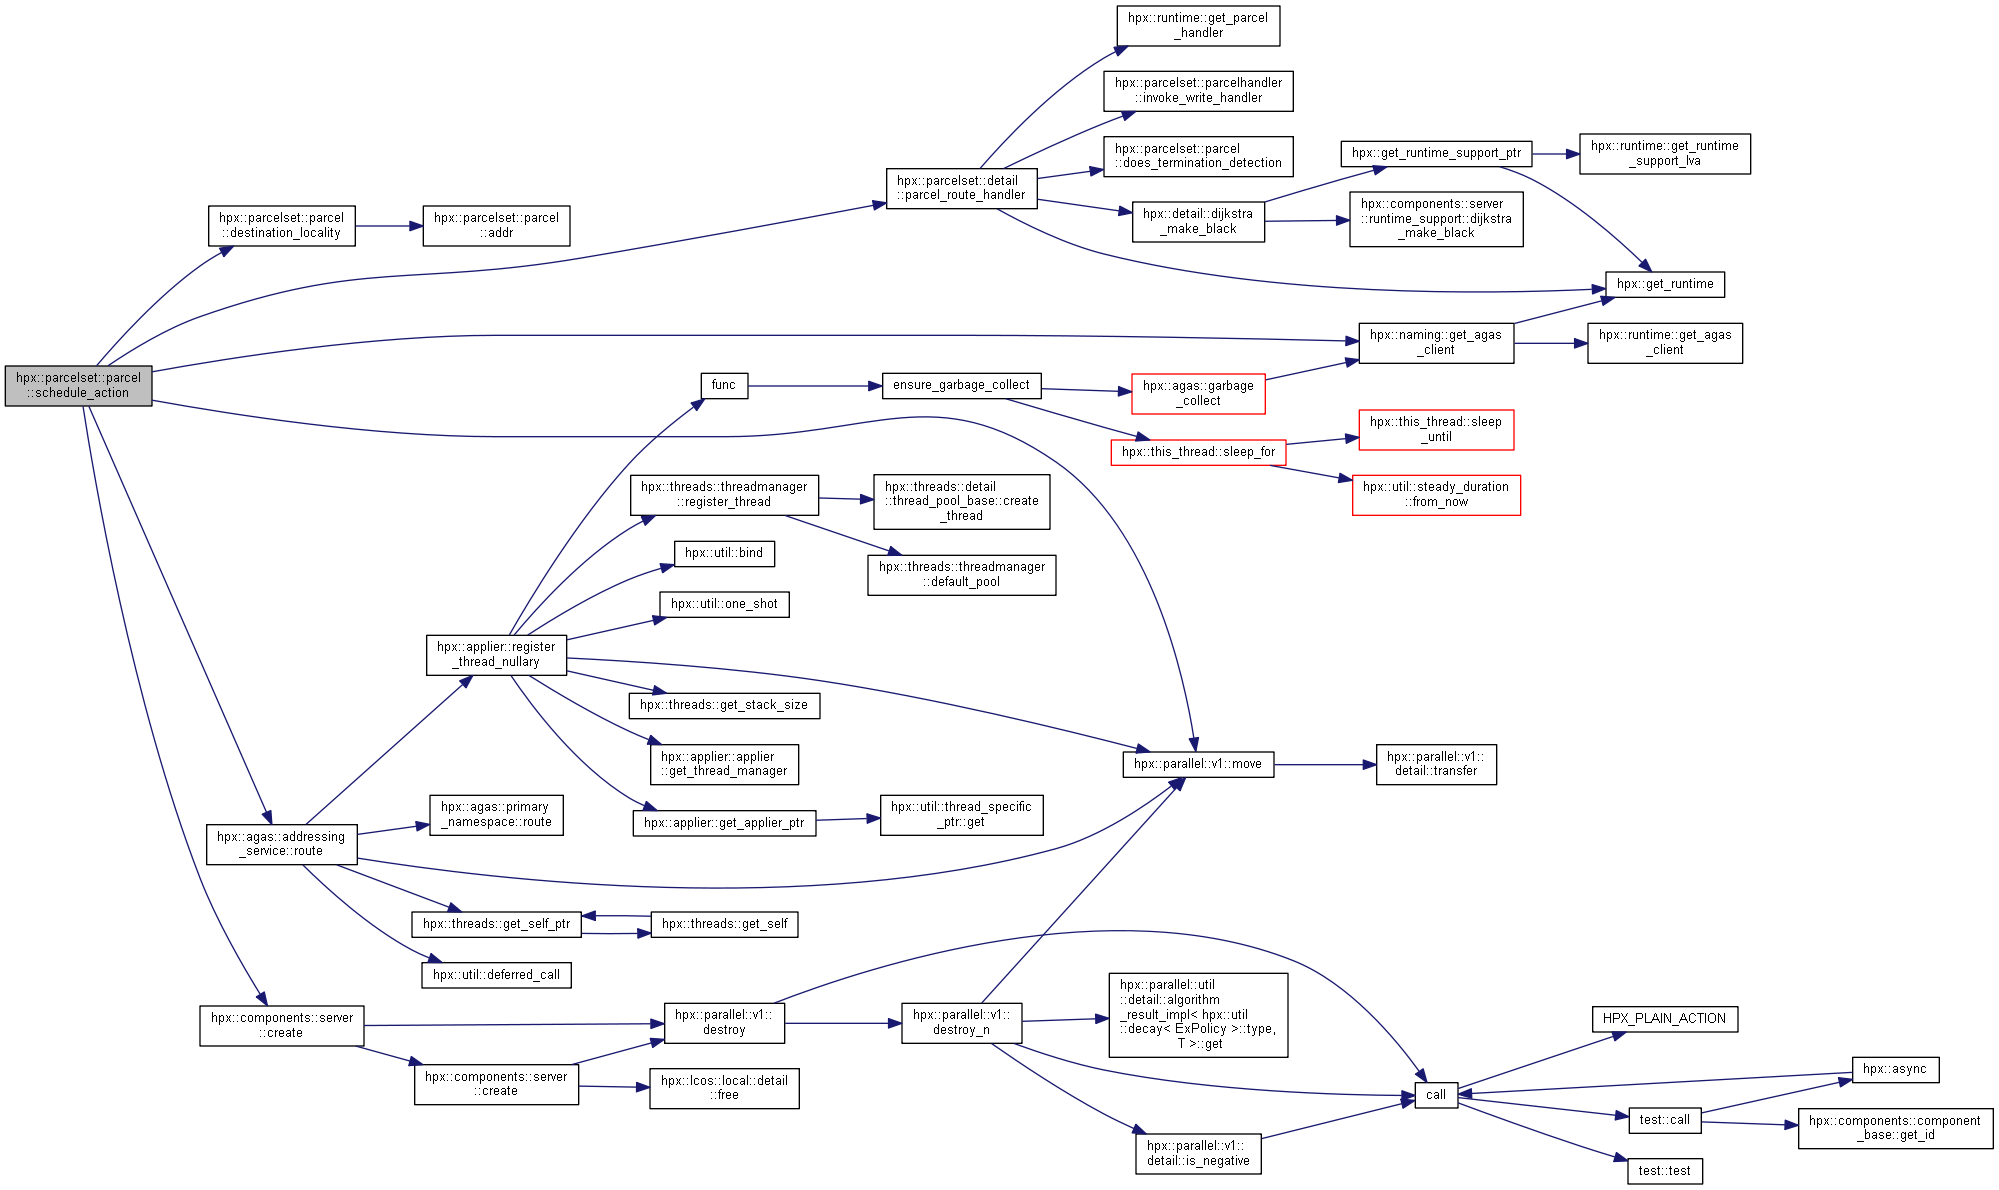 hpx::parcelset::parcel
::schedule_action
hpx::parcelset::parcel
::destination_locality
hpx::parcelset::parcel
::addr
hpx::parcelset::detail
::parcel_route_handler
hpx::runtime::get_parcel
_handler
hpx::parcelset::parcelhandler
::invoke_write_handler
hpx::parcelset::parcel
::does_termination_detection
hpx::detail::dijkstra
_make_black
hpx::get_runtime_support_ptr
hpx::runtime::get_runtime
_support_lva
hpx::components::server
::runtime_support::dijkstra
_make_black
hpx::get_runtime
hpx::naming::get_agas
_client
hpx::runtime::get_agas
_client
func
ensure_garbage_collect
hpx::agas::garbage
_collect
hpx::this_thread::sleep_for
hpx::this_thread::sleep
_until
hpx::util::steady_duration
::from_now
hpx::threads::threadmanager
::register_thread
hpx::threads::detail
::thread_pool_base::create
_thread
hpx::threads::threadmanager
::default_pool
hpx::util::bind
hpx::util::one_shot
hpx::applier::register
_thread_nullary
hpx::threads::get_stack_size
hpx::applier::applier
::get_thread_manager
hpx::applier::get_applier_ptr
hpx::util::thread_specific
_ptr::get
hpx::parallel::v1::move
hpx::parallel::v1::
detail::transfer
hpx::agas::addressing
_service::route
hpx::agas::primary
_namespace::route
hpx::threads::get_self_ptr
hpx::threads::get_self
hpx::util::deferred_call
hpx::components::server
::create
hpx::components::server
::create
hpx::parallel::v1::
destroy
hpx::lcos::local::detail
::free
hpx::parallel::v1::
destroy_n
hpx::parallel::util
::detail::algorithm
_result_impl< hpx::util
::decay< ExPolicy >::type,
T >::get
hpx::parallel::v1::
detail::is_negative
call
HPX_PLAIN_ACTION
hpx::async
test::call
hpx::components::component
_base::get_id
test::test